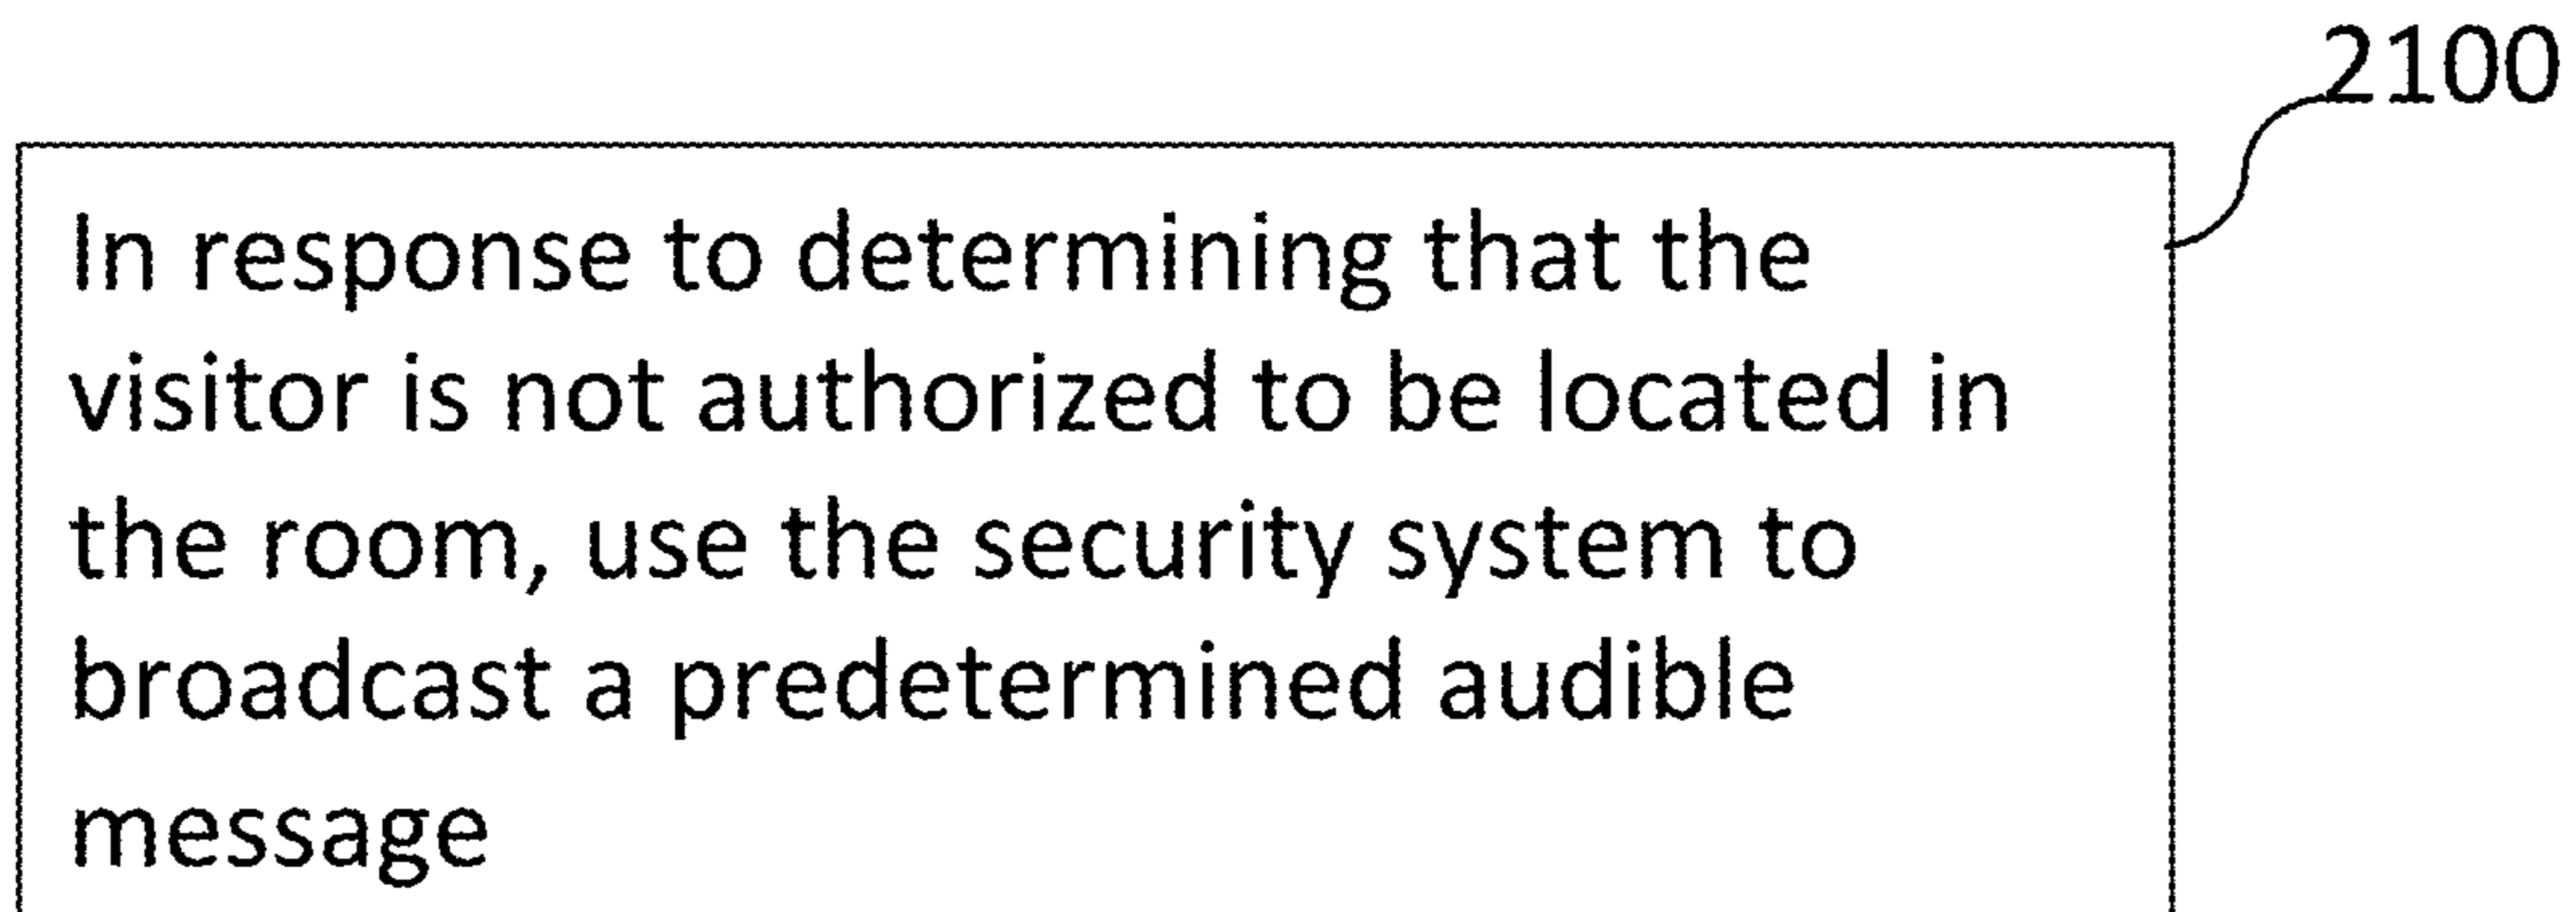 2100
In response to determining that the
visitor is not authorized to be located in
the room, use the security system to
broadcast a predetermined audible
message